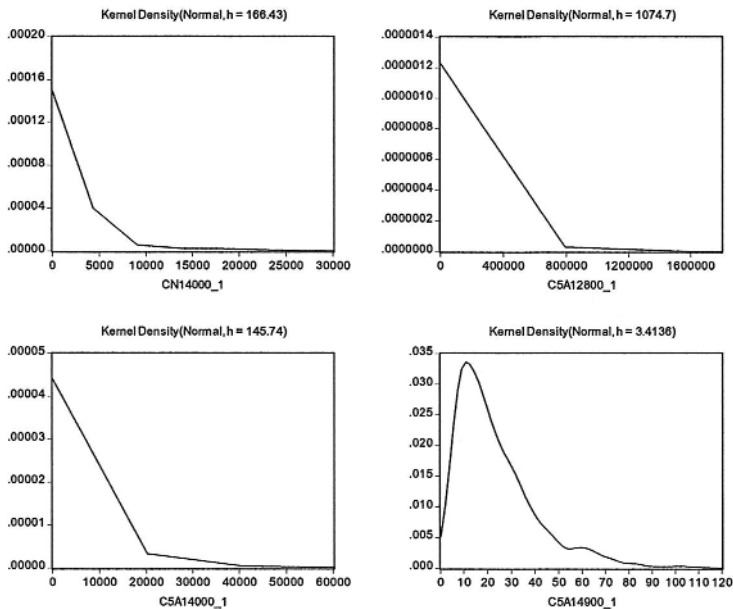 Kernel Density(Normal, h = 166.43)
.00020
.00016
.00012
.00008
.00004
.00000
0 5000 10000 15000 20000 25000 30000
CN14000_1
Kernel Density(Normal, h = 1074.7)
.0000014
.0000012
.0000010
.0000008
.0000006
.0000004
.0000002
.0000000
0 400000 800000 1200000 1600000
C5A12800_1
Kernel Density(Normal, h = 145.74)
.00005
.00004
.00003
.00002
.00001
.00000
0 10000 20000 30000 40000 50000 60000
C5A14000_1
Kernel Density(Normal, h = 3.4136)
.035
.030
.025
.020
.015
.010
.005
.000
0 10 20 30 40 50 60 70 80 90 100 110 120
C5A14900_1